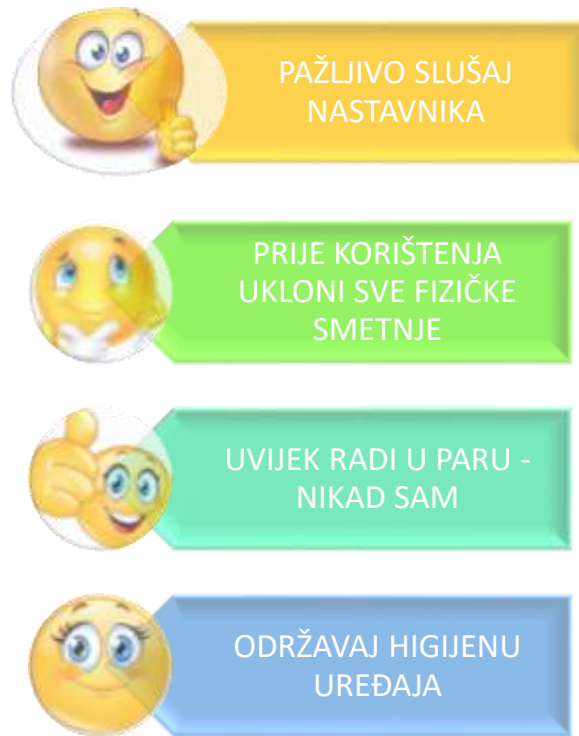 PAŽLJIVO SLUŠAJ
NASTAVNIKA
PRIJE KORIŠTENJA
UKLONI SVE FIZIČKE
SMETNJE
UVIJEK RADI U PARU -
NIKAD SAM
ODRŽAVAJ HIGIJENU
UREĐAJA